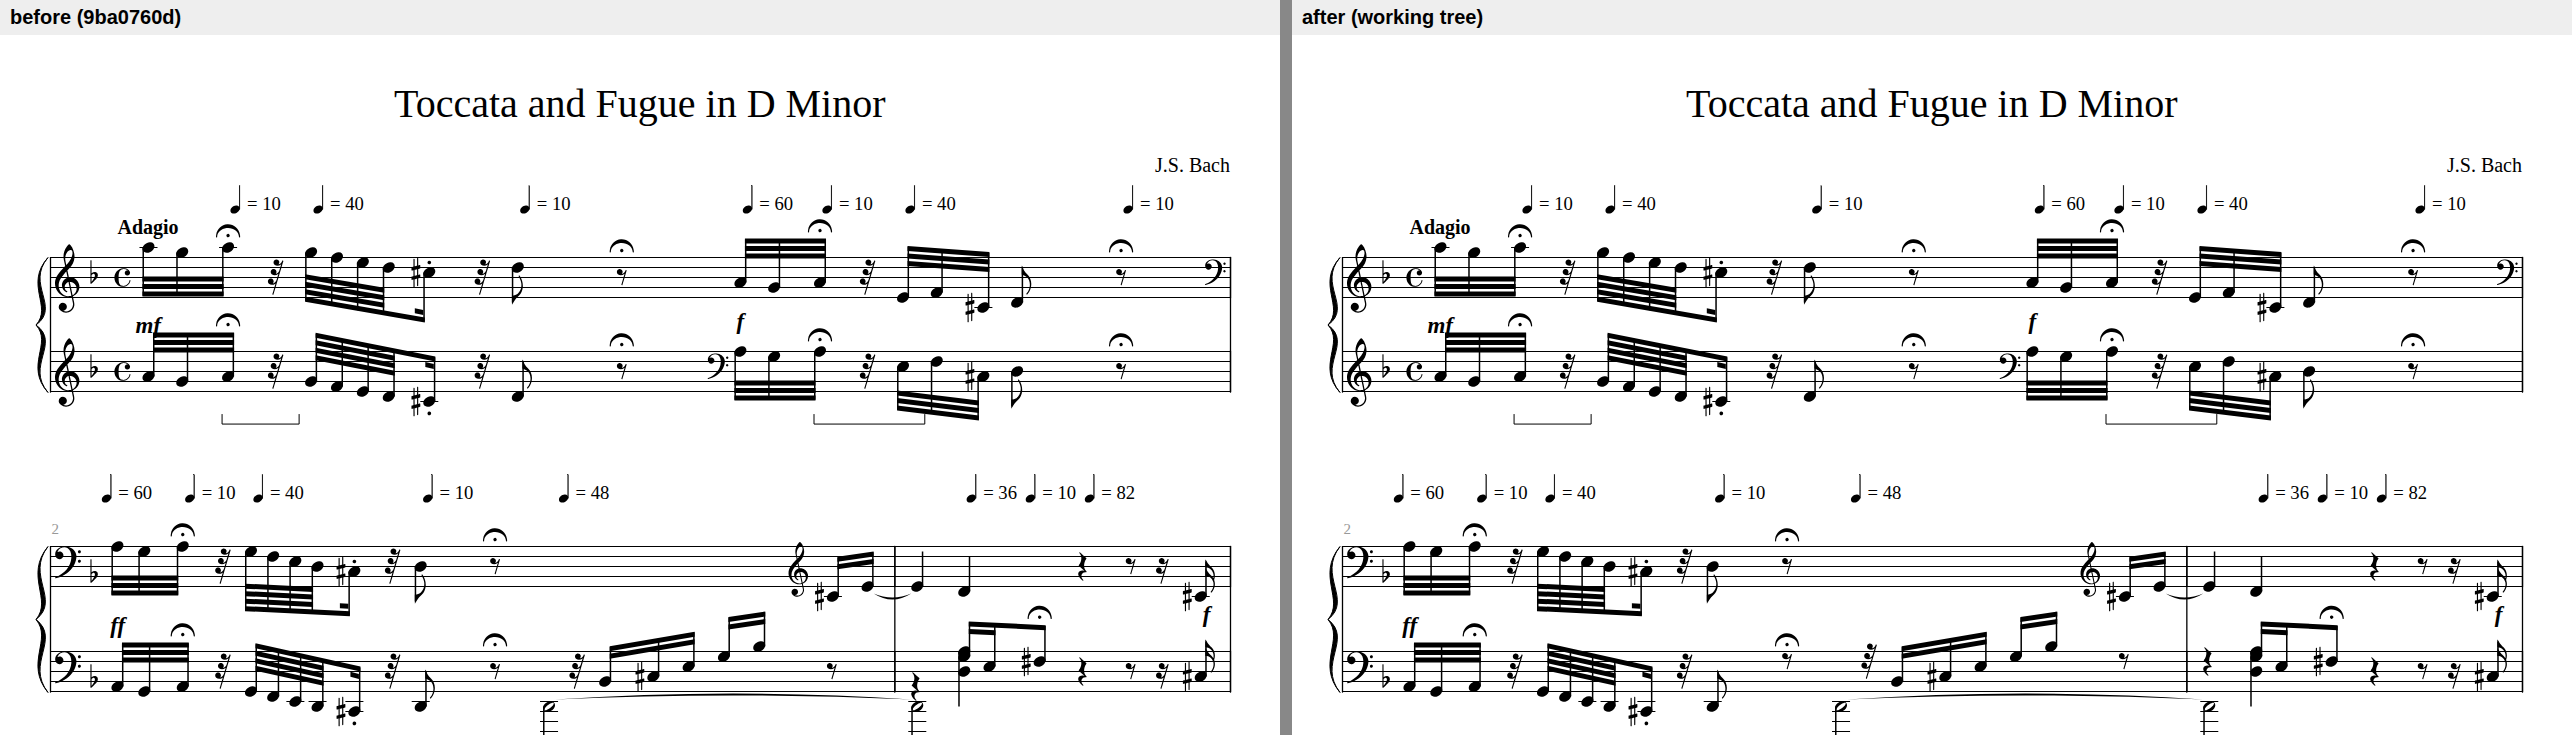 before (9ba0760d)
Toccata and Fugue in D Minor
J.S. Bach
= 10 = 40 = 10 = 60 = 10 = 40 = 10
Adagio
mf f
= 60 = 10 = 40 = 10 = 48 = 36 = 10 = 82
2
ff f
after (working tree)
Toccata and Fugue in D Minor
J.S. Bach
= 10 = 40 = 10 = 60 = 10 = 40 = 10
Adagio
mf f
= 60 = 10 = 40 = 10 = 48 = 36 = 10 = 82
2
ff f